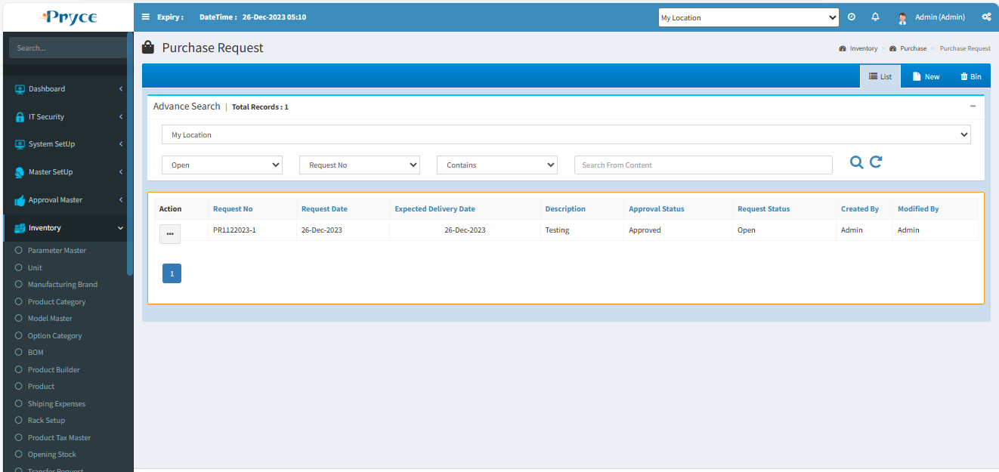 Pryce
Expiry : DateTime : 26-Dec-2023 05:10 My Location Admin (Admin)
Search...
Dashboard
IT Security
System SetUp
Master SetUp
Approval Master
Inventory
Parameter Master
Unit
Manufacturing Brand
Product Category
Model Master
Option Category
BOM
Product Builder
Product
Shiping Expenses
Rack Setup
Product Tax Master
Opening Stock
Transfer Request
Purchase Request
Inventory > Purchase > Purchase Request
List New Bin
Advance Search | Total Records : 1
My Location
Open Request No Contains Search From Content
Action Request No Request Date Expected Delivery Date Description Approval Status Request Status Created By Modified By
... PR1122023-1 26-Dec-2023 26-Dec-2023 Testing Approved Open Admin Admin
1